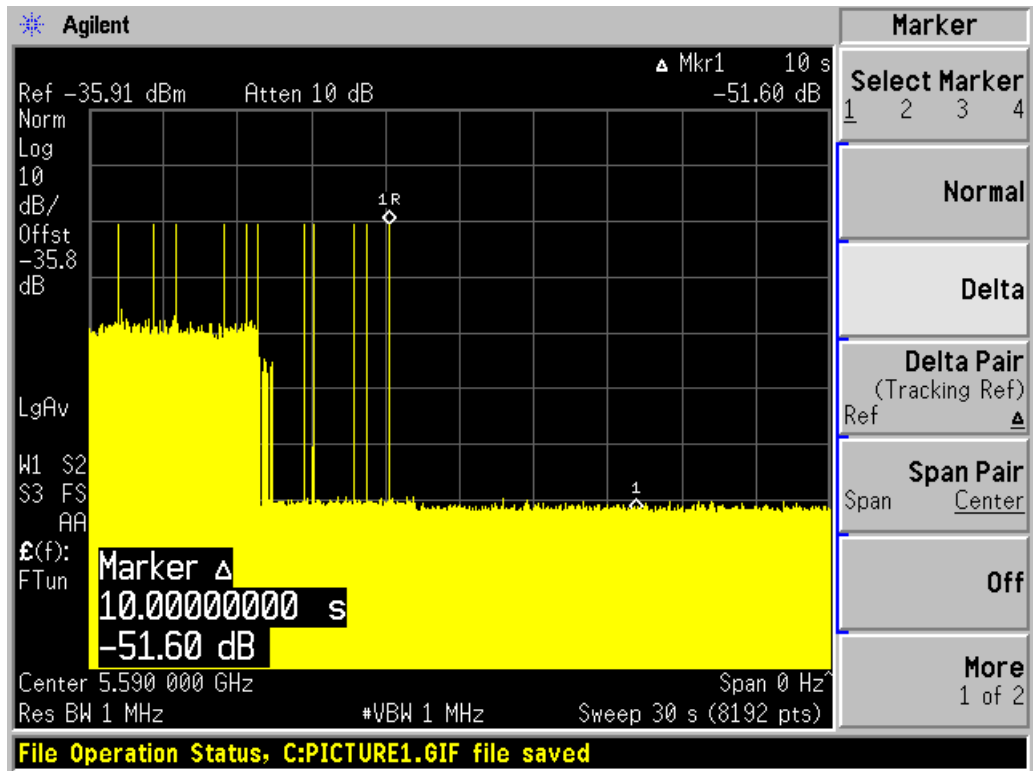 Agilent
Marker
Δ Mkr1 10 s
Ref −35.91 dBm Atten 10 dB −51.60 dB
Norm
Log
10
dB/
Offst
−35.8
dB
1R
LgAv
W1 S2
S3 FS
AA
£(f):
FTun
1
Marker Δ
10.00000000 s
−51.60 dB
Center 5.590 000 GHz Span 0 Hz^
Res BW 1 MHz #VBW 1 MHz Sweep 30 s (8192 pts)
Select Marker
1 2 3 4
Normal
Delta
Delta Pair
(Tracking Ref)
Ref Δ
Span Pair
Span Center
Off
More
1 of 2
File Operation Status, C:PICTURE1.GIF file saved